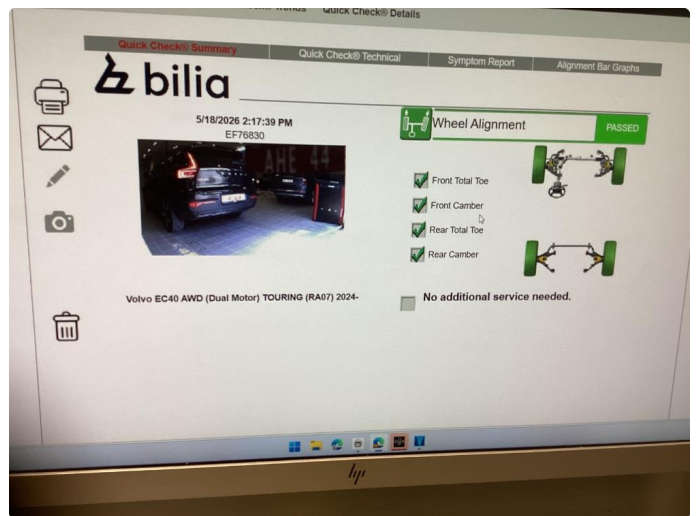 Quick Check® Details
Quick Check® Summary
Quick Check® Technical
Symptom Report
Alignment Bar Graphs
bilia
5/18/2026 2:17:39 PM
EF76830
Wheel Alignment
PASSED
Front Total Toe
Front Camber
Rear Total Toe
Rear Camber
Volvo EC40 AWD (Dual Motor) TOURING (RA07) 2024-
No additional service needed.
hp